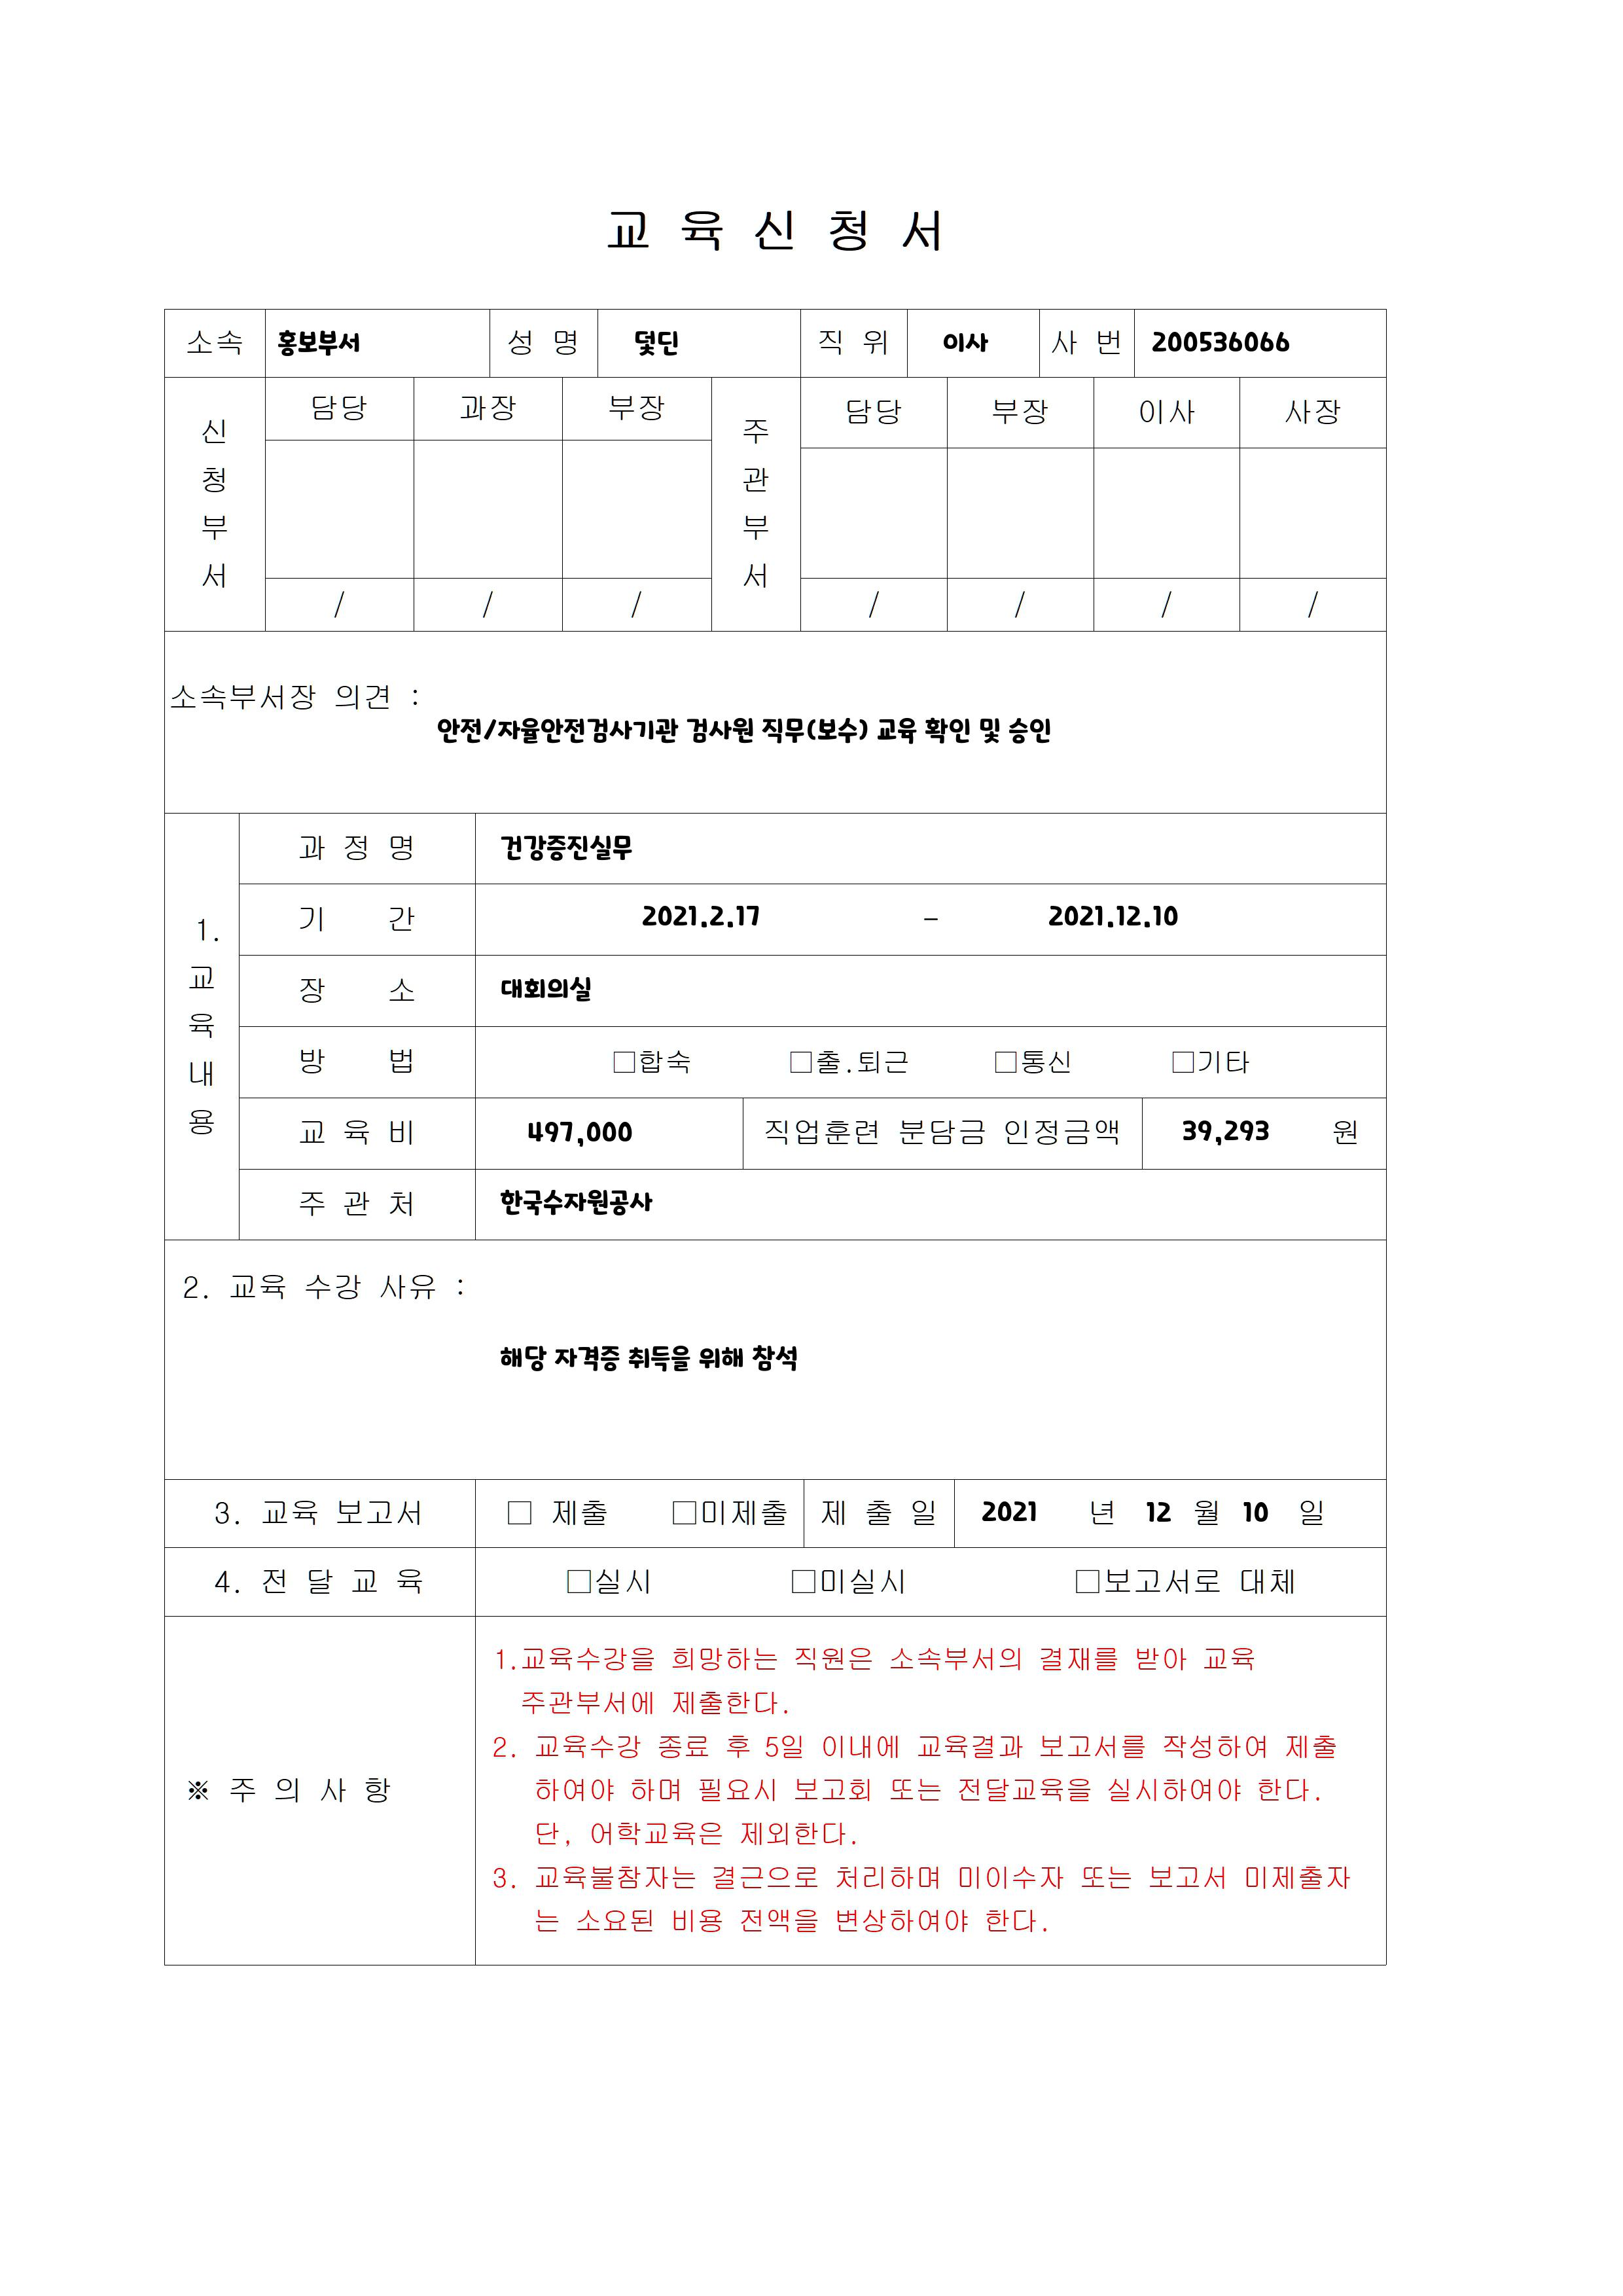 교 육 신 청 서
소속 홍보부서 성 명 덫딘 직 위 이사 사 번 200536066
신청부서 담당 과장 부장 주관부서 담당 부장 이사 사장
/ / / / / / /
소속부서장 의견 :
안전/자율안전검사기관 검사원 직무(보수) 교육 확인 및 승인
1. 교육내용
과 정 명 건강증진실무
기 간 2021.2.17 - 2021.12.10
장 소 대회의실
방 법 □합숙 □출.퇴근 □통신 □기타
교 육 비 497,000 직업훈련 분담금 인정금액 39,293 원
주 관 처 한국수자원공사
2. 교육 수강 사유 :
해당 자격증 취득을 위해 참석
3. 교육 보고서 □ 제출 □미제출 제 출 일 2021 년 12 월 10 일
4. 전 달 교 육 □실시 □미실시 □보고서로 대체
※ 주 의 사 항
1.교육수강을 희망하는 직원은 소속부서의 결재를 받아 교육
주관부서에 제출한다.
2. 교육수강 종료 후 5일 이내에 교육결과 보고서를 작성하여 제출
하여야 하며 필요시 보고회 또는 전달교육을 실시하여야 한다.
단, 어학교육은 제외한다.
3. 교육불참자는 결근으로 처리하며 미이수자 또는 보고서 미제출자
는 소요된 비용 전액을 변상하여야 한다.